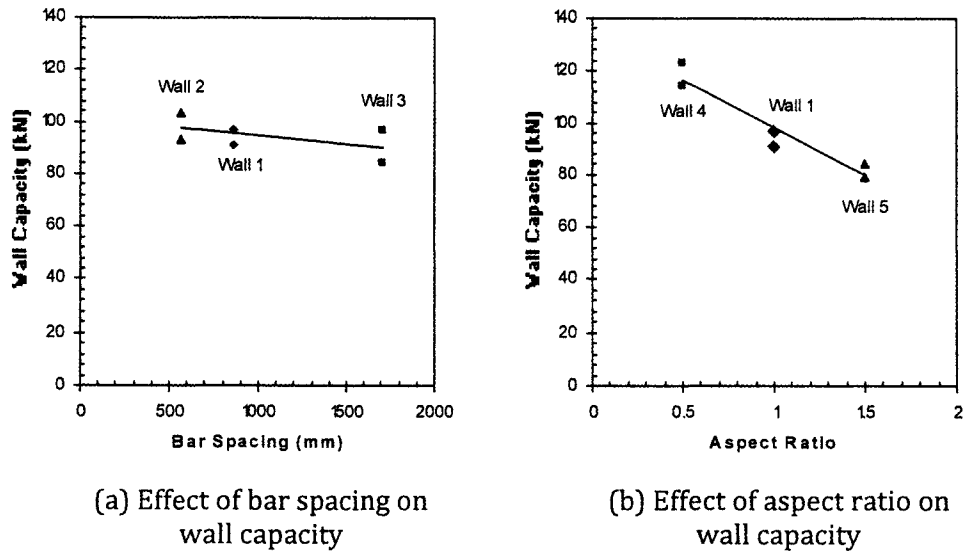 140
120
100
80
60
40
20
0
Wall Capacity (kN)
Wall 2
Wall 1
Wall 3
0 500 1000 1500 2000
Bar Spacing (mm)
(a) Effect of bar spacing on
wall capacity
140
120
100
80
60
40
20
0
Wall Capacity (kN)
Wall 4
Wall 1
Wall 5
0 0.5 1 1.5 2
Aspect Ratio
(b) Effect of aspect ratio on
wall capacity